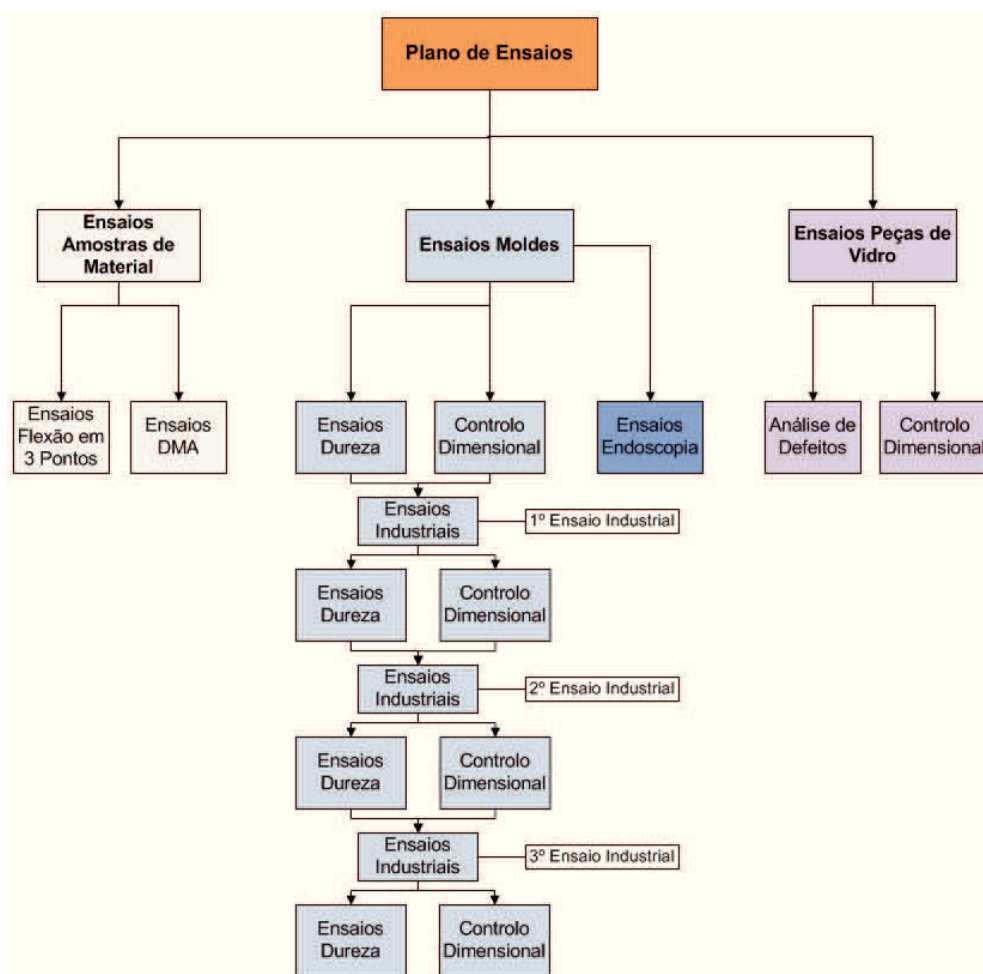 Plano de Ensaios
Ensaios
Amostras de
Material
Ensaios Moldes
Ensaios Peças de
Vidro
Ensaios
Flexão em
3 Pontos
Ensaios
DMA
Ensaios
Dureza
Controlo
Dimensional
Ensaios
Endoscopia
Análise de
Defeitos
Controlo
Dimensional
Ensaios
Industriais
1º Ensaio Industrial
Ensaios
Dureza
Controlo
Dimensional
Ensaios
Industriais
2º Ensaio Industrial
Ensaios
Dureza
Controlo
Dimensional
Ensaios
Industriais
3º Ensaio Industrial
Ensaios
Dureza
Controlo
Dimensional